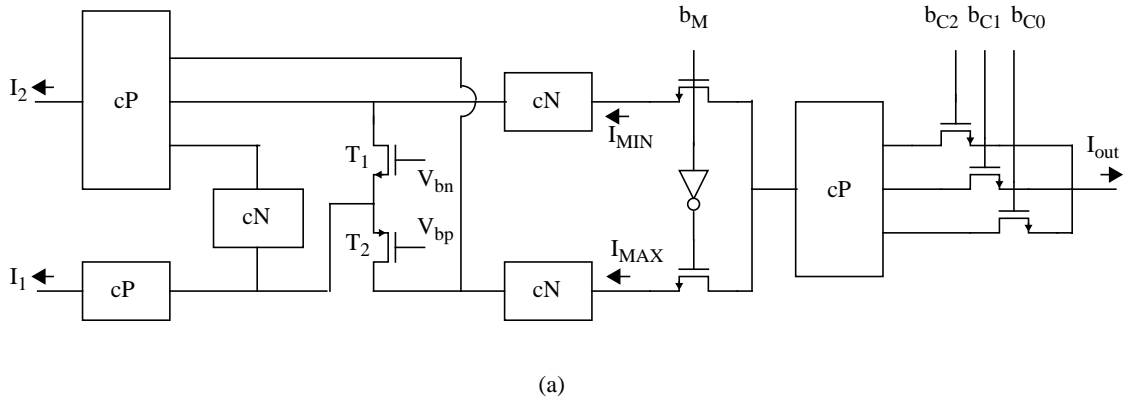 b_M
b_C2 b_C1 b_C0
I_2
cP
cN
I_MIN
T_1
V_bn
cP
I_out
cN
T_2
V_bp
I_MAX
I_1
cP
cN
(a)